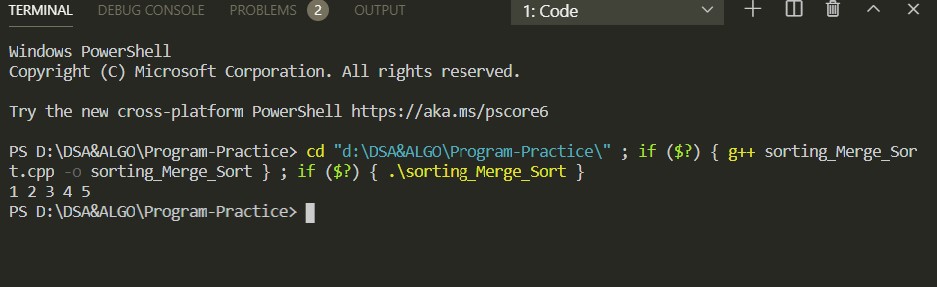 TERMINAL DEBUG CONSOLE PROBLEMS 2 OUTPUT 1: Code
Windows PowerShell
Copyright (C) Microsoft Corporation. All rights reserved.
Try the new cross-platform PowerShell https://aka.ms/pscore6
PS D:\DSA&ALGO\Program-Practice> cd "d:\DSA&ALGO\Program-Practice\" ; if ($?) { g++ sorting_Merge_Sor
t.cpp -o sorting_Merge_Sort } ; if ($?) { .\sorting_Merge_Sort }
1 2 3 4 5
PS D:\DSA&ALGO\Program-Practice>